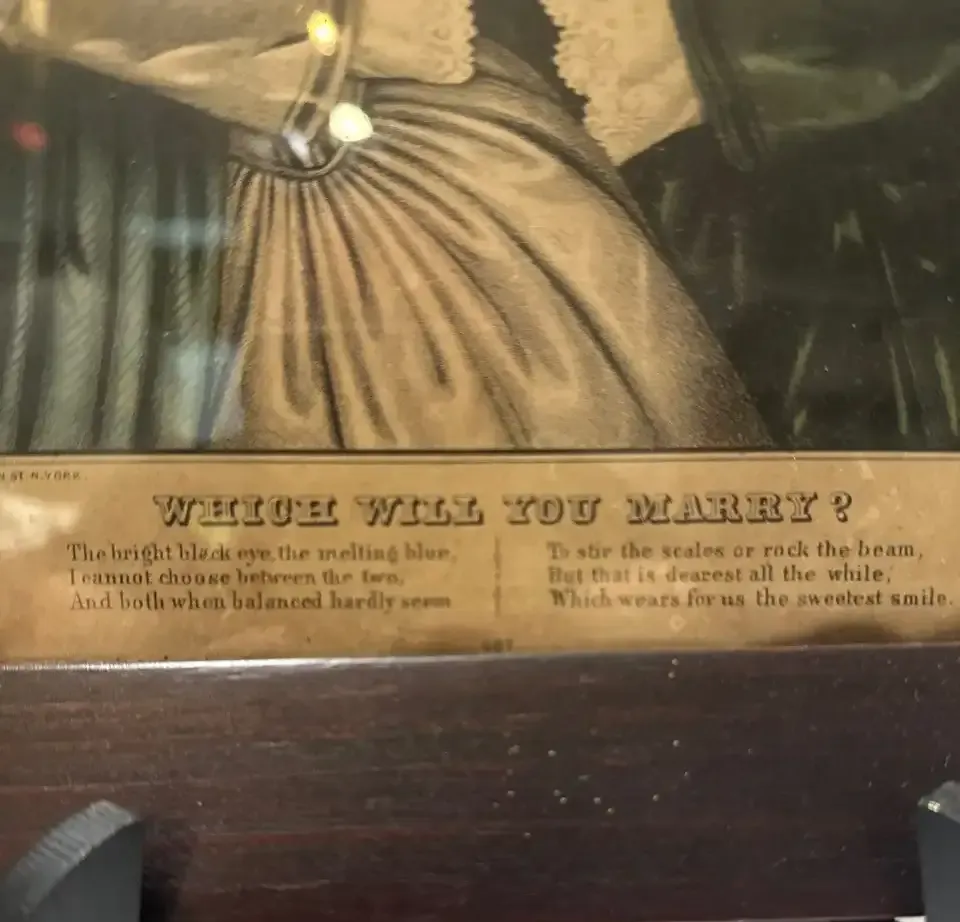 ST N.YORK.
WHICH WILL YOU MARRY?
The bright black eye, the melting blue,
I cannot choose between the two,
And both when balanced hardly seem
To stir the scales or rock the beam,
But that is dearest all the while,
Which wears for us the sweetest smile.